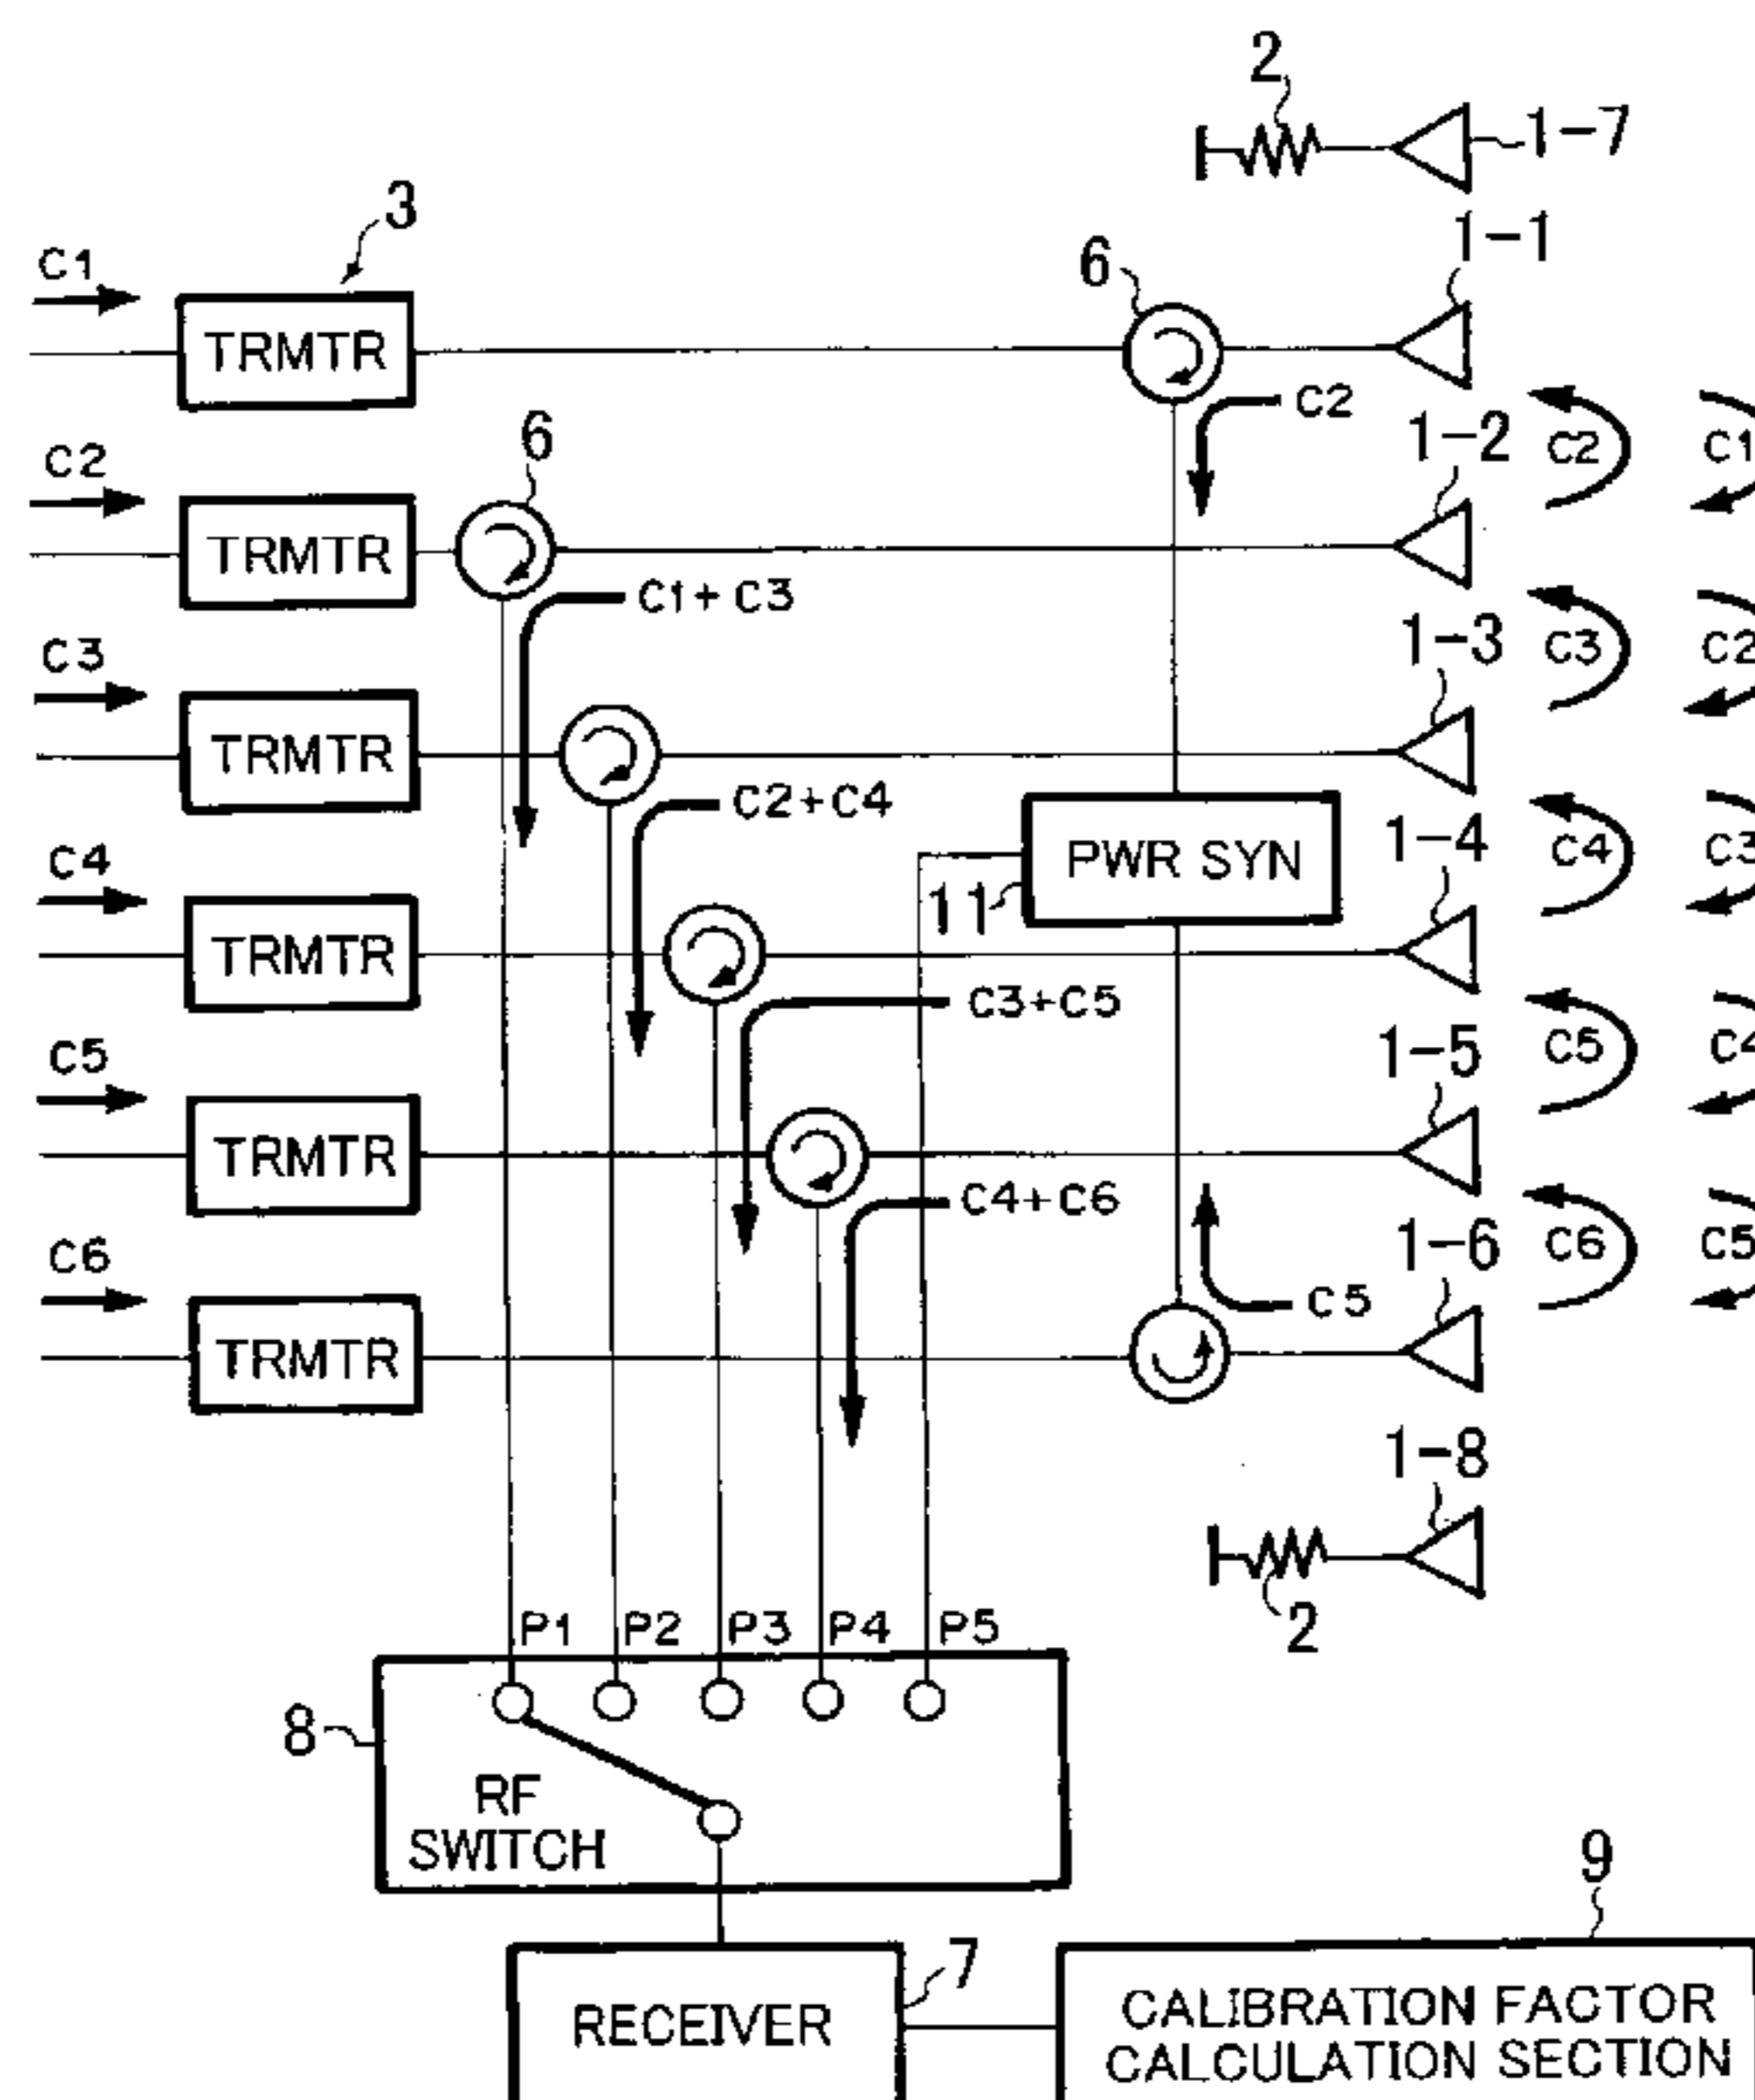 2
1-7
3
1-1
C1
6
TRMTR
C2
C2
C1
1-2
6
C2
TRMTR
C1+C3
1-3
C3
C2
C3
TRMTR
C2+C4
1-4
C4
C3
C4
PWR SYN
11
TRMTR
C3+C5
1-5
C5
C4
C5
TRMTR
C4+C6
1-6
C6
C5
C6
C5
TRMTR
1-8
2
P1 P2 P3 P4 P5
8
RF
SWITCH
9
7
RECEIVER
CALIBRATION FACTOR
CALCULATION SECTION